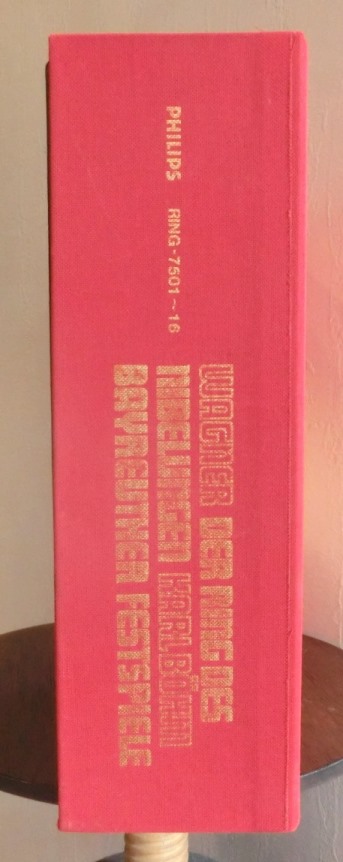 PHILIPS RING-7501~16
WAGNER DER RING DES
NIBELUNGEN KARL BÖHM
BAYREUTHER FESTSPIELE